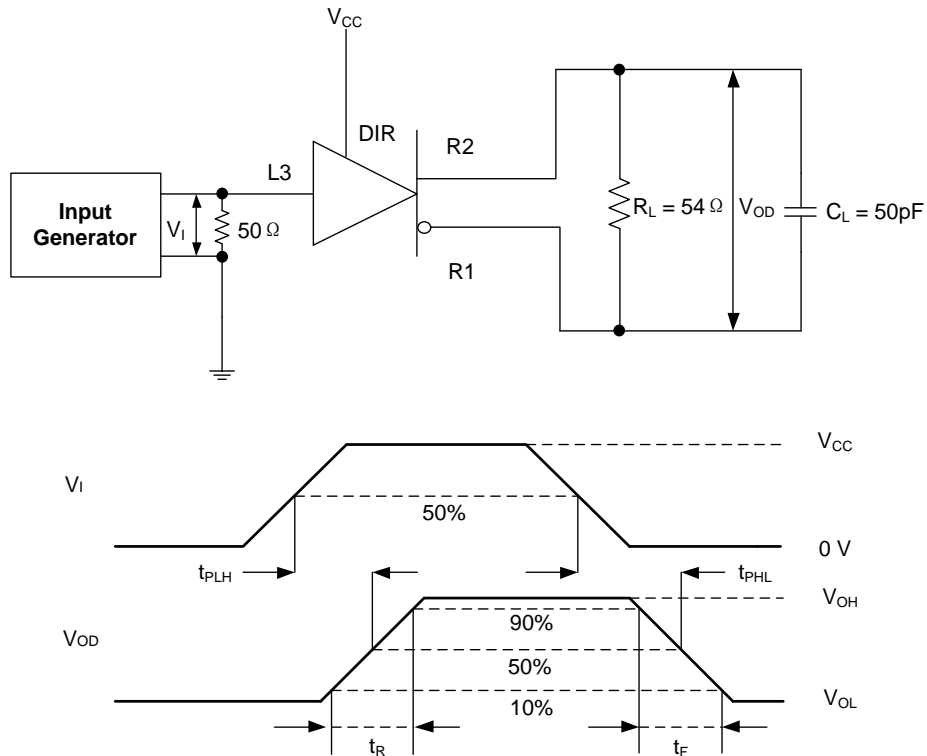 VCC
DIR
R2
L3
Input
Generator
VI
50 Ω
RL = 54 Ω
VOD
CL = 50pF
R1
VCC
VI
50%
0 V
tPLH
tPHL
VOH
90%
VOD
50%
10%
VOL
tR
tF